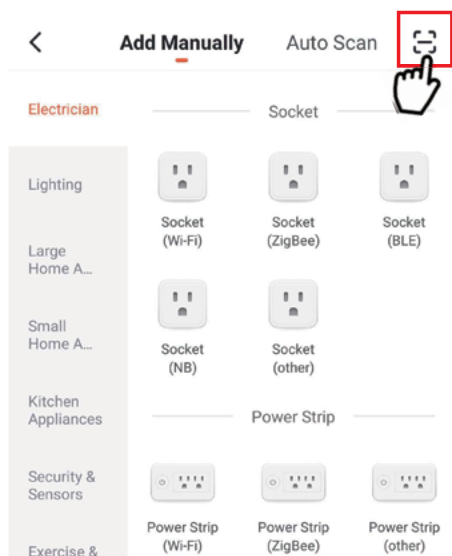 Add Manually Auto Scan
Electrician
Lighting
Large
Home A...
Small
Home A...
Kitchen
Appliances
Security &
Sensors
Exercise &
Socket
Socket
(Wi-Fi)
Socket
(ZigBee)
Socket
(BLE)
Socket
(NB)
Socket
(other)
Power Strip
Power Strip
(Wi-Fi)
Power Strip
(ZigBee)
Power Strip
(other)